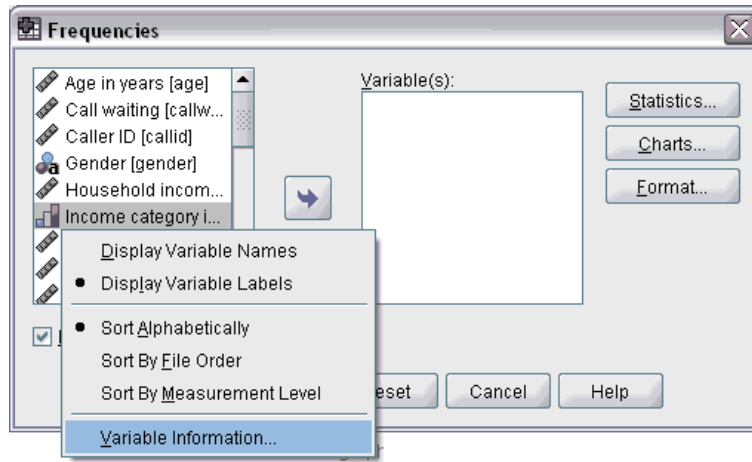 Frequencies
Age in years [age]
Call waiting [callw...
Caller ID [callid]
Gender [gender]
Household incom...
Income category i...
Variable(s):
Statistics...
Charts...
Format...
Display Variable Names
Display Variable Labels
Sort Alphabetically
Sort By File Order
Sort By Measurement Level
Variable Information...
eset
Cancel
Help